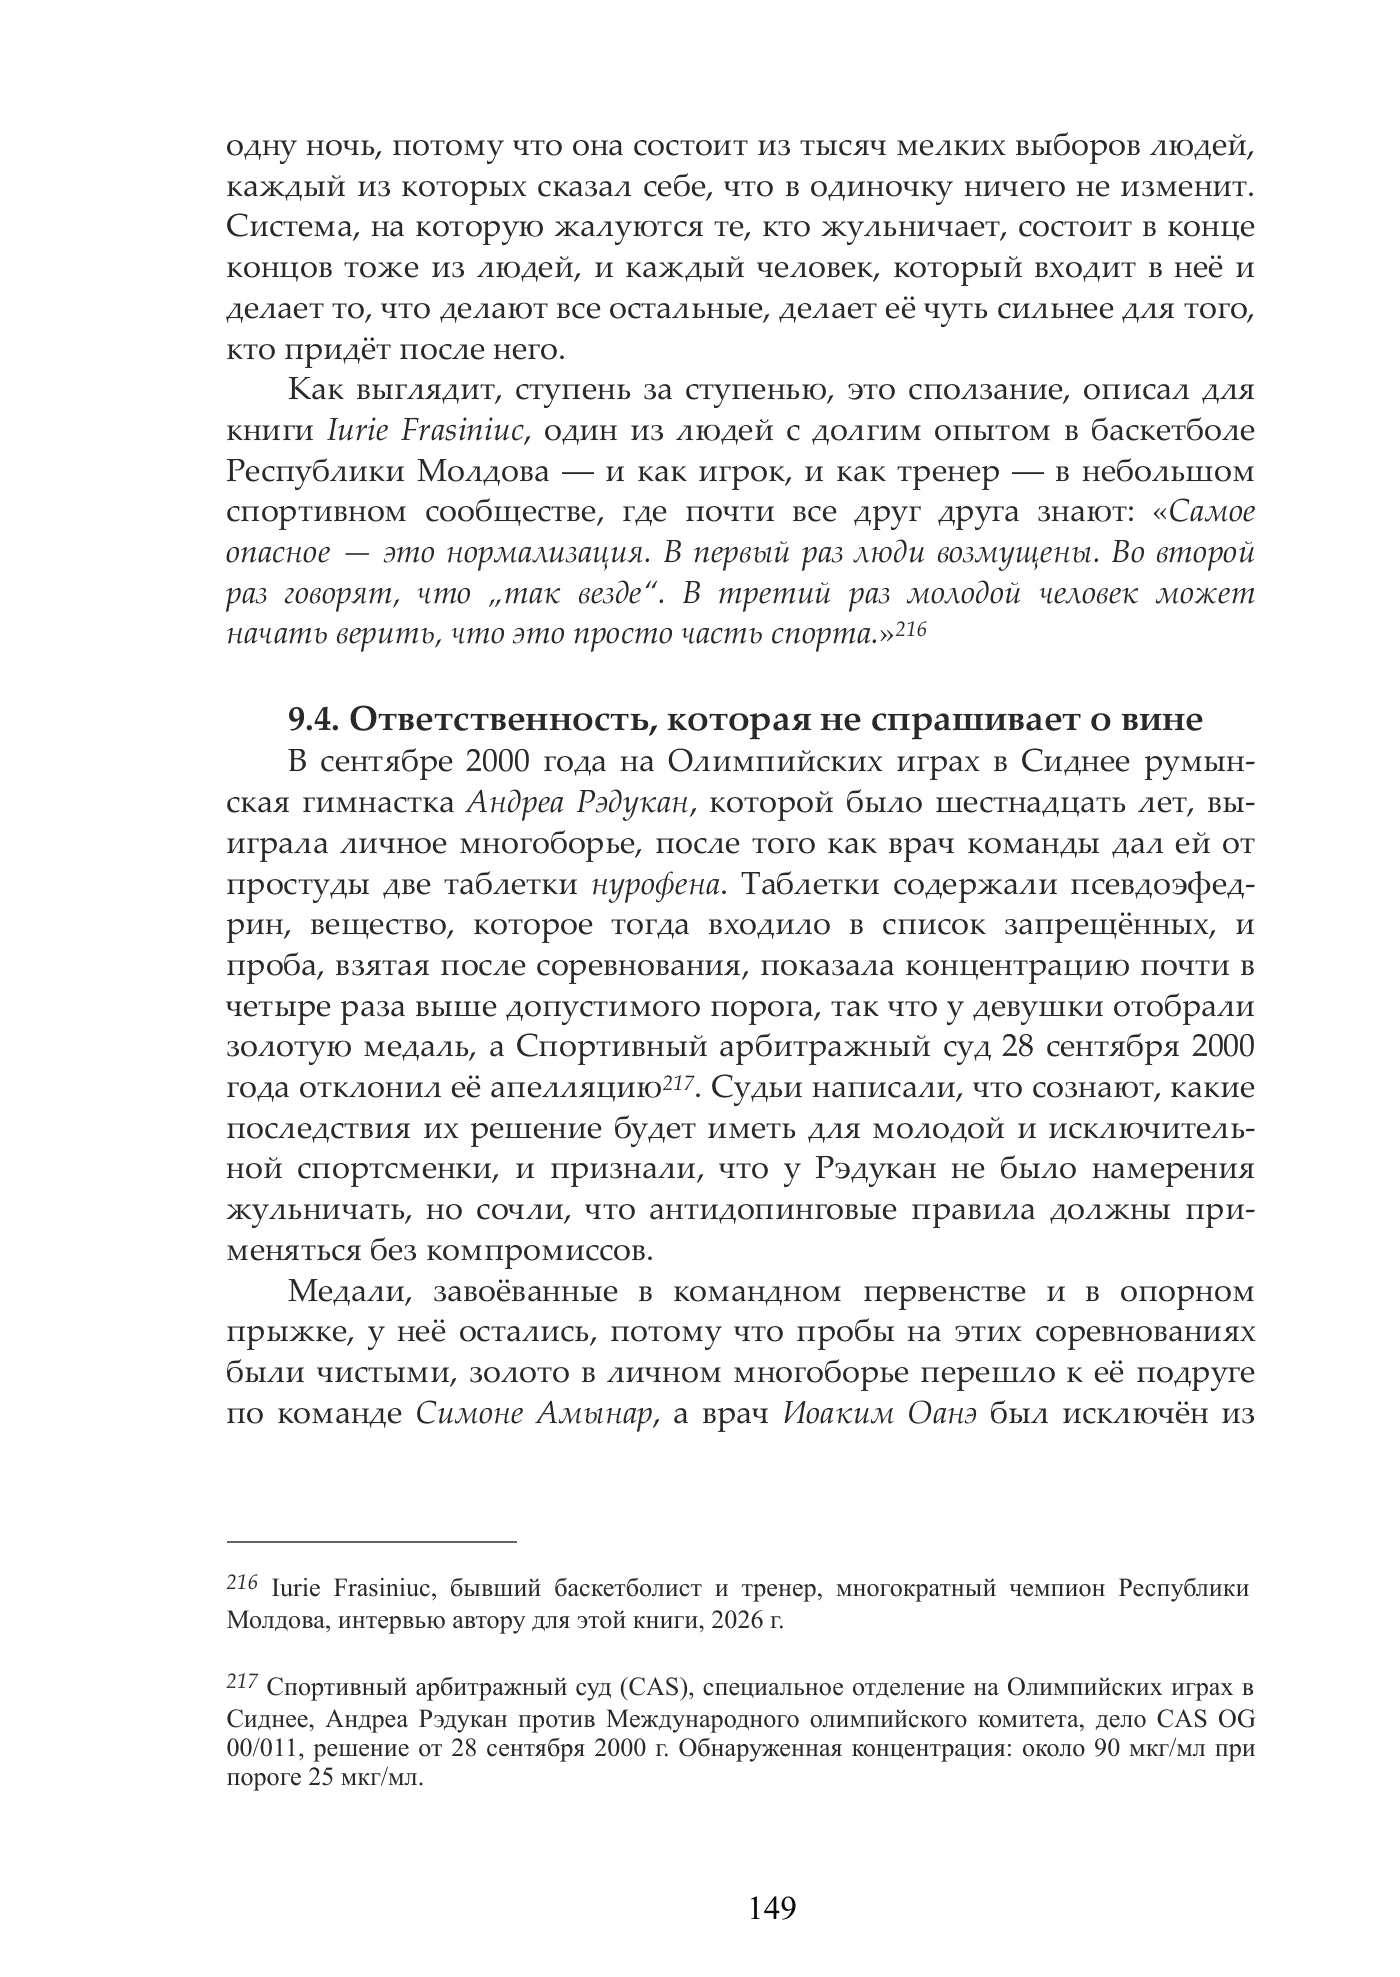 одну ночь, потому что она состоит из тысяч мелких выборов людей,
каждый из которых сказал себе, что в одиночку ничего не изменит.
Система, на которую жалуются те, кто жульничает, состоит в конце
концов тоже из людей, и каждый человек, который входит в неё и
делает то, что делают все остальные, делает её чуть сильнее для того,
кто придёт после него.
Как выглядит, ступень за ступенью, это сползание, описал для
книги Iurie Frasiniuc, один из людей с долгим опытом в баскетболе
Республики Молдова — и как игрок, и как тренер — в небольшом
спортивном сообществе, где почти все друг друга знают: «Самое
опасное — это нормализация. В первый раз люди возмущены. Во второй
раз говорят, что „так везде“. В третий раз молодой человек может
начать верить, что это просто часть спорта.»216
9.4. Ответственность, которая не спрашивает о вине
В сентябре 2000 года на Олимпийских играх в Сиднее румын-
ская гимнастка Андреа Рэдукан, которой было шестнадцать лет, вы-
играла личное многоборье, после того как врач команды дал ей от
простуды две таблетки нурофена. Таблетки содержали псевдоэфед-
рин, вещество, которое тогда входило в список запрещённых, и
проба, взятая после соревнования, показала концентрацию почти в
четыре раза выше допустимого порога, так что у девушки отобрали
золотую медаль, а Спортивный арбитражный суд 28 сентября 2000
года отклонил её апелляцию217. Судьи написали, что сознают, какие
последствия их решение будет иметь для молодой и исключитель-
ной спортсменки, и признали, что у Рэдукан не было намерения
жульничать, но сочли, что антидопинговые правила должны при-
меняться без компромиссов.
Медали, завоёванные в командном первенстве и в опорном
прыжке, у неё остались, потому что пробы на этих соревнованиях
были чистыми, золото в личном многоборье перешло к её подруге
по команде Симоне Амынар, а врач Иоаким Оанэ был исключён из
216 Iurie Frasiniuc, бывший баскетболист и тренер, многократный чемпион Республики
Молдова, интервью автору для этой книги, 2026 г.
217 Спортивный арбитражный суд (CAS), специальное отделение на Олимпийских играх в
Сиднее, Андреа Рэдукан против Международного олимпийского комитета, дело CAS OG
00/011, решение от 28 сентября 2000 г. Обнаруженная концентрация: около 90 мкг/мл при
пороге 25 мкг/мл.
149